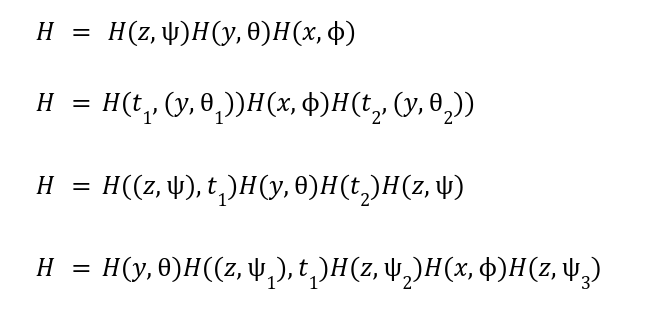 H = H(z, ψ)H(y, θ)H(x, ϕ)
H = H(t₁, (y, θ₁))H(x, ϕ)H(t₂, (y, θ₂))
H = H((z, ψ), t₁)H(y, θ)H(t₂)H(z, ψ)
H = H(y, θ)H((z, ψ₁), t₁)H(z, ψ₂)H(x, ϕ)H(z, ψ₃)